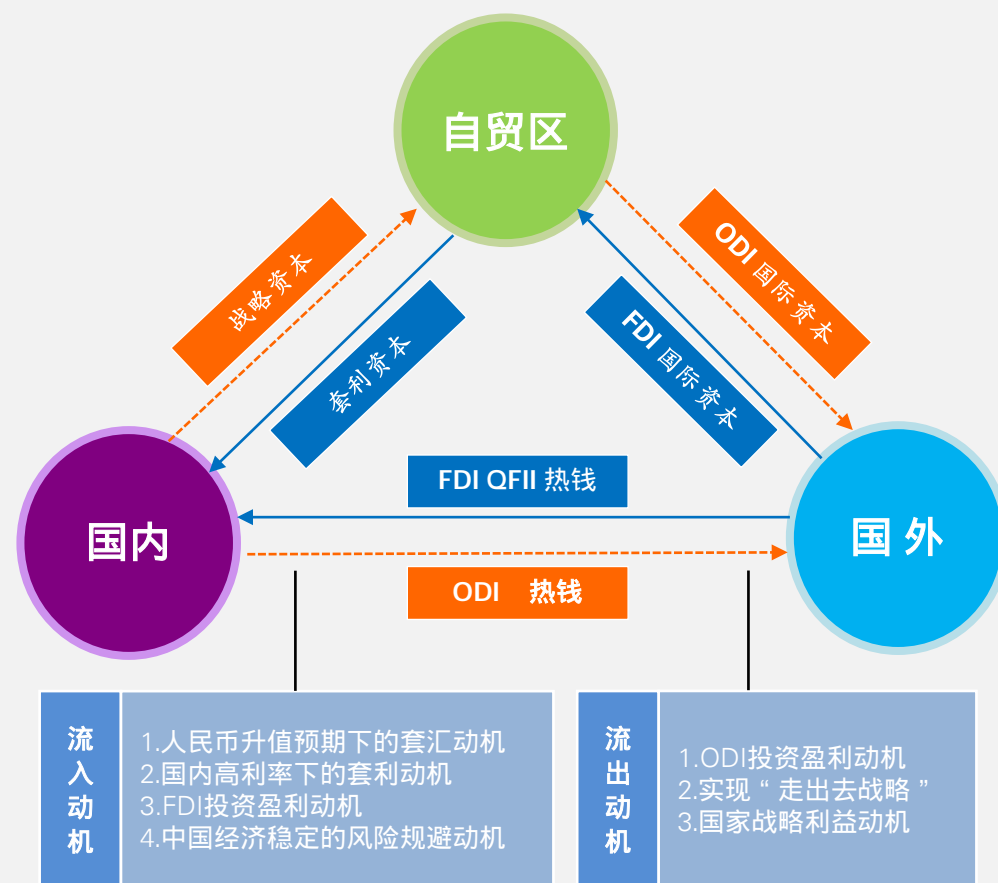 自贸区
战略资本
套利资本
FDI 国际资本
ODI 国际资本
国内
FDI QFII 热钱
ODI 热钱
国 外
流入动机
1.人民币升值预期下的套汇动机
2.国内高利率下的套利动机
3.FDI投资盈利动机
4.中国经济稳定的风险规避动机
流出动机
1.ODI投资盈利动机
2.实现“走出去战略”
3.国家战略利益动机